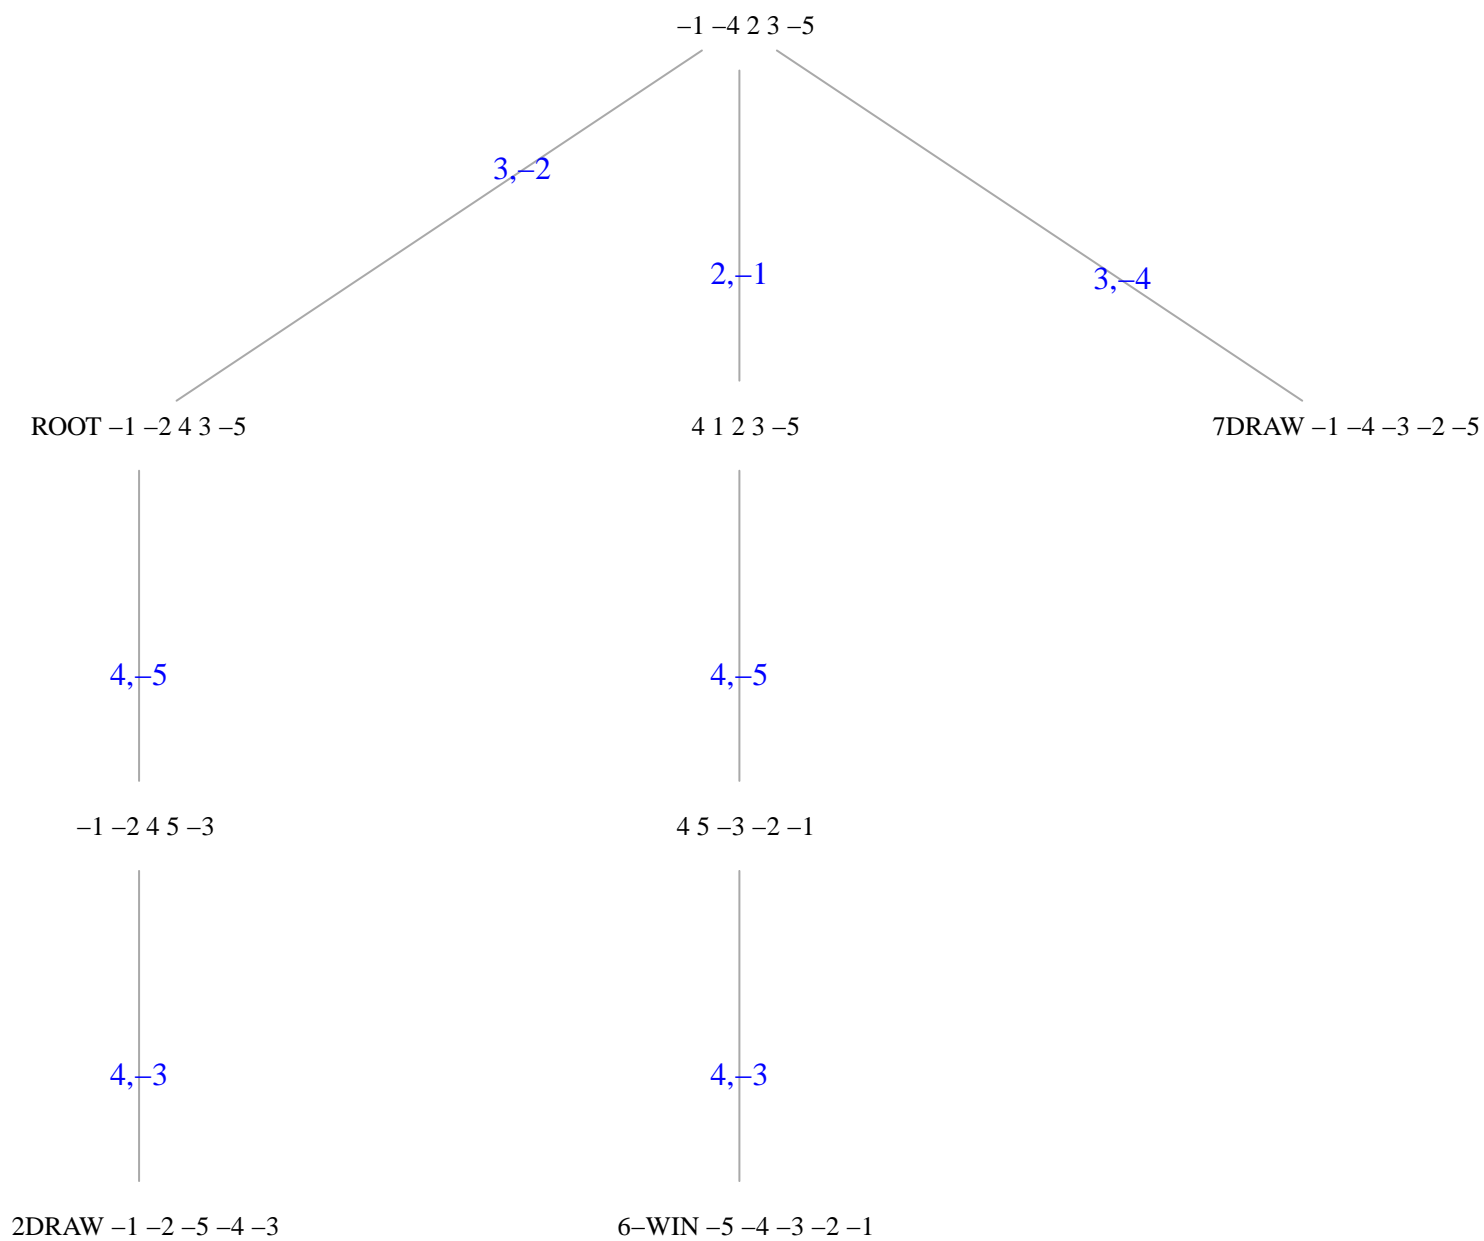 –1 –4 2 3 –5
3,–2
2,–1
3,–4
ROOT –1 –2 4 3 –5
4 1 2 3 –5
7DRAW –1 –4 –3 –2 –5
4,–5
4,–5
–1 –2 4 5 –3
4 5 –3 –2 –1
4,–3
4,–3
2DRAW –1 –2 –5 –4 –3
6–WIN –5 –4 –3 –2 –1